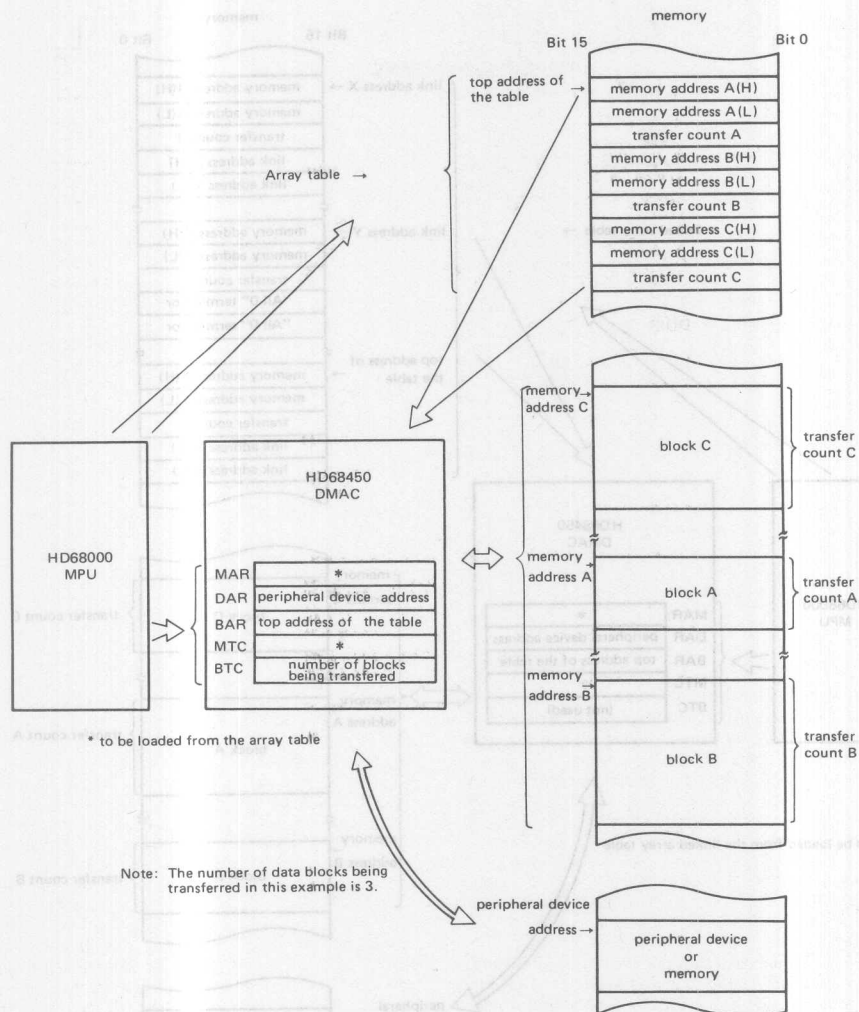 memory
Bit 15
Bit 0
top address of
the table →
memory address A(H)
memory address A(L)
transfer count A
Array table →
memory address B(H)
memory address B(L)
transfer count B
memory address C(H)
memory address C(L)
transfer count C
memory→
address C
block C
transfer
count C
HD68450
DMAC
HD68000
MPU
MAR
*
DAR
peripheral device address
BAR
top address of the table
MTC
*
BTC
number of blocks
being transfered
memory
address A
block A
transfer
count A
memory→
address B
block B
transfer
count B
* to be loaded from the array table
Note: The number of data blocks being
transferred in this example is 3.
peripheral device
address →
peripheral device
or
memory